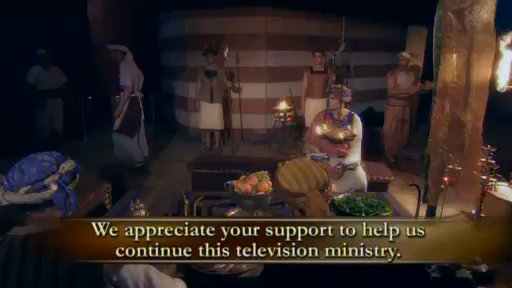 We appreciate your support to help us
continue this television ministry.